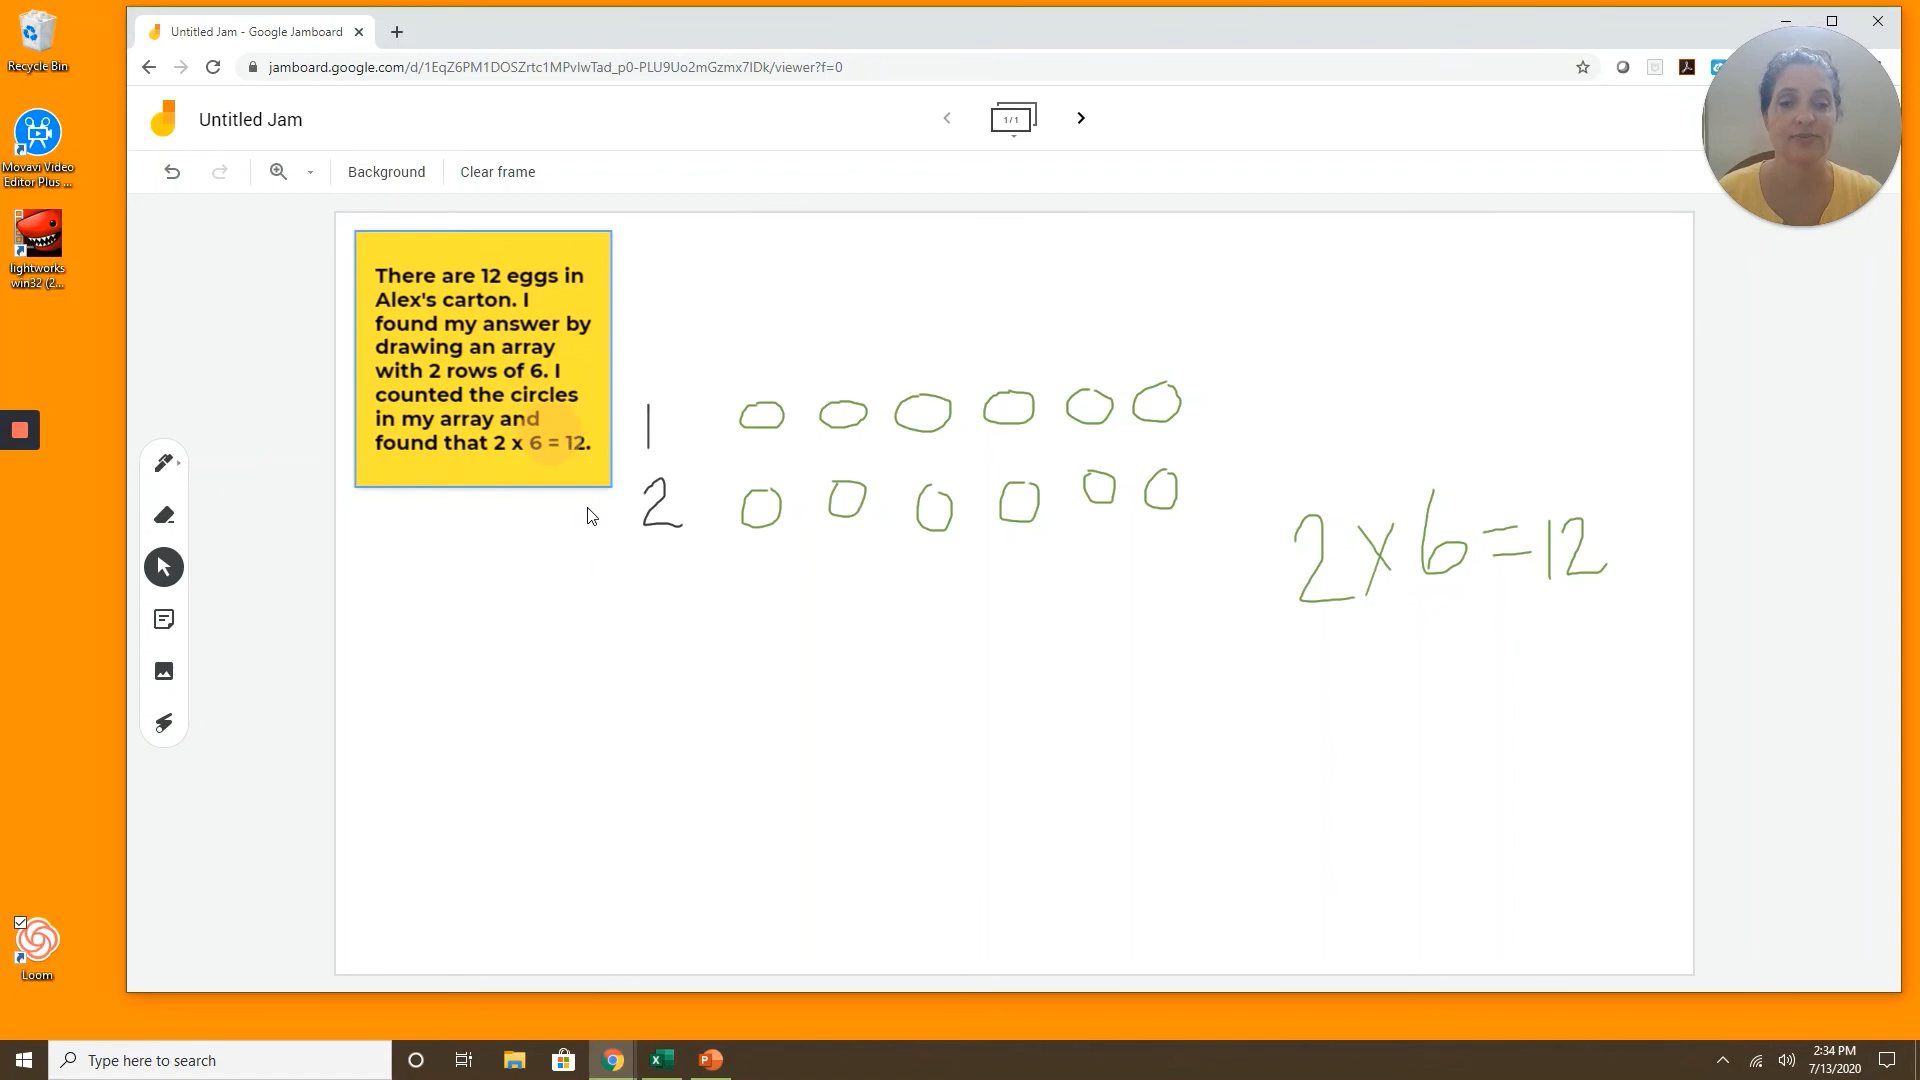 Recycle Bin
Movavi Video
Editor Plus ...
lightworks
win32 (2...
Loom
Untitled Jam - Google Jamboard
jamboard.google.com/d/1EqZ6PM1DOSZrtc1MPvlwTad_p0-PLU9Uo2mGzmx7lDk/viewer?f=0
Untitled Jam
1/1
Background
Clear frame
There are 12 eggs in
Alex's carton. I
found my answer by
drawing an array
with 2 rows of 6. I
counted the circles
in my array and
found that 2 x 6 = 12.
1
2
2 x 6 = 12
Type here to search
2:34 PM
7/13/2020